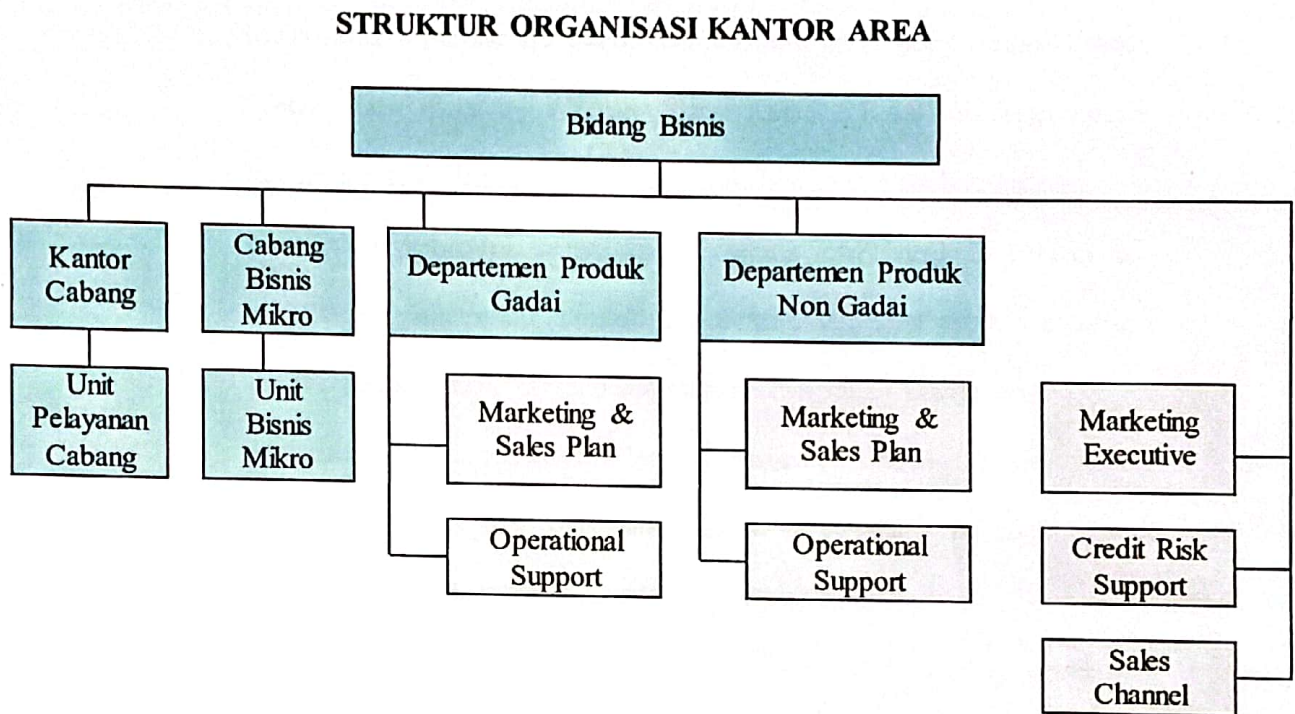 STRUKTUR ORGANISASI KANTOR AREA
Bidang Bisnis
Kantor
Cabang
Cabang
Bisnis
Mikro
Departemen Produk
Gadai
Departemen Produk
Non Gadai
Unit
Pelayanan
Cabang
Unit
Bisnis
Mikro
Marketing &
Sales Plan
Marketing &
Sales Plan
Marketing
Executive
Operational
Support
Operational
Support
Credit Risk
Support
Sales
Channel